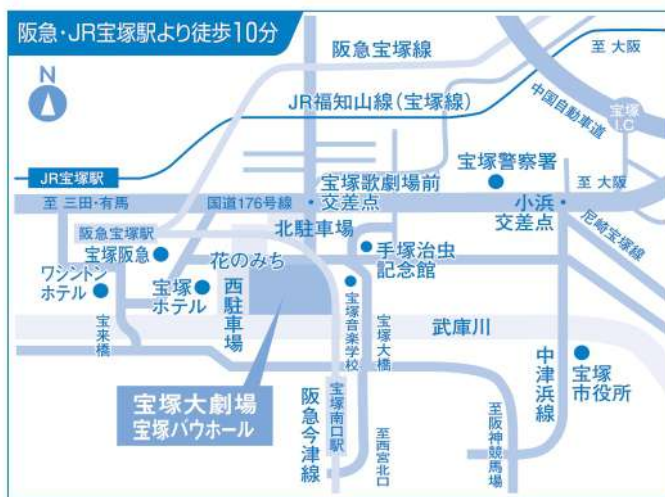 阪急・JR宝塚駅より徒歩10分
阪急宝塚線
至 大阪
N
JR福知山線（宝塚線）
中国自動車道
宝塚
I.C
JR宝塚駅
宝塚歌劇場前
交差点
宝塚警察署
至 大阪
至 三田・有馬
国道176号線
小浜
交差点
阪急宝塚駅
北駐車場
尼崎宝塚線
宝塚阪急
花のみち
手塚治虫
記念館
ワシントン
ホテル
宝塚
ホテル
西駐車場
宝塚音楽学校
宝塚大橋
武庫川
宝来橋
中津浜線
宝塚
市役所
宝塚大劇場
宝塚バウホール
阪急今津線
宝塚南口駅
至西宮北口
至阪神競馬場